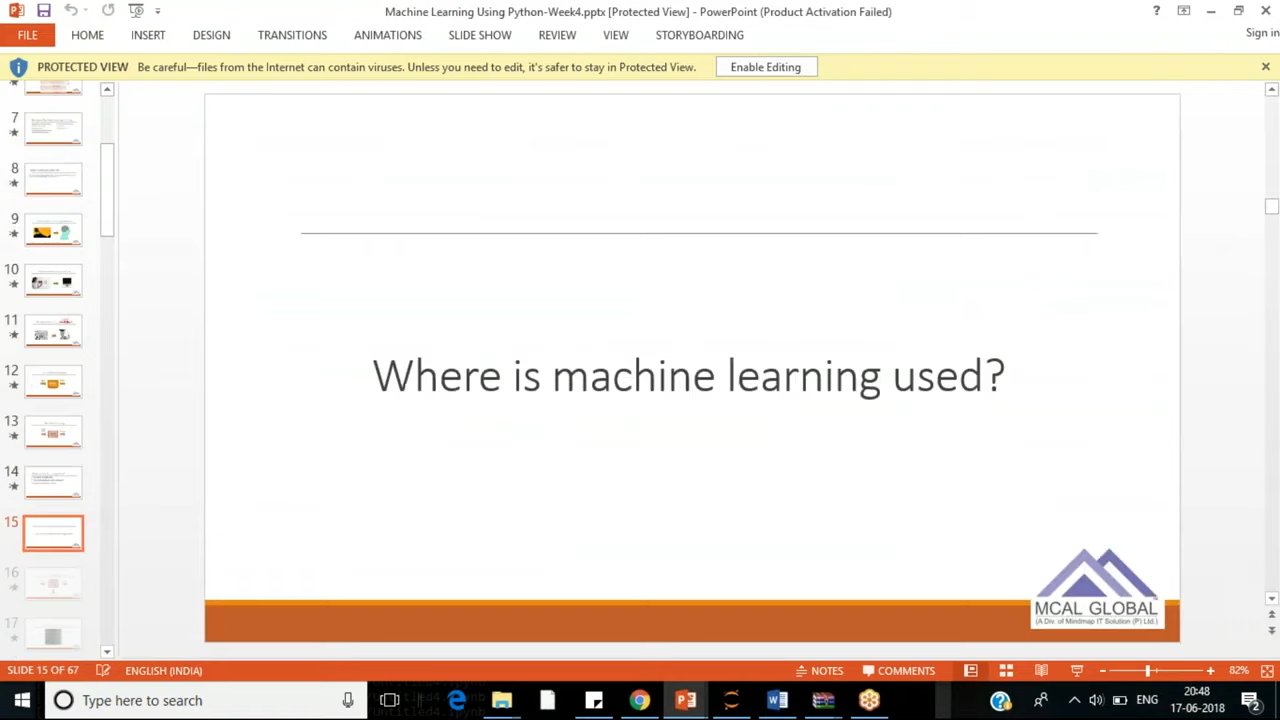 Machine Learning Using Python-Week4.pptx [Protected View] - PowerPoint (Product Activation Failed)
?
Sign in
FILE HOME INSERT DESIGN TRANSITIONS ANIMATIONS SLIDE SHOW REVIEW VIEW STORYBOARDING
PROTECTED VIEW Be careful—files from the Internet can contain viruses. Unless you need to edit, it's safer to stay in Protected View. Enable Editing
7
8
9
10
11
12
13
14
15
16
17
Where is machine learning used?
MCAL GLOBAL
(A Div. of Mindmap IT Solution (P) Ltd.)
SLIDE 15 OF 67 ENGLISH (INDIA) NOTES COMMENTS 82%
Type here to search
ENG
20:48
17-06-2018
2